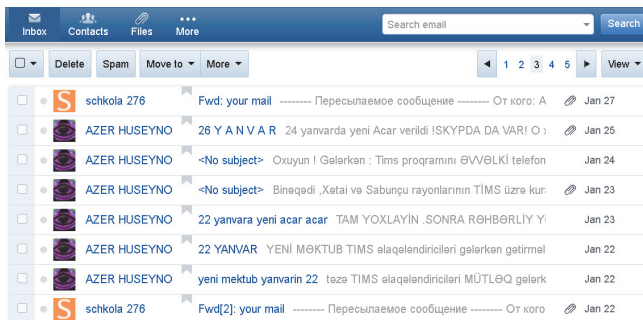 Inbox Contacts Files More Search email Search
Delete Spam Move to More 1 2 3 4 5 View
S schkola 276 Fwd: your mail -------- Пересылаемое сообщение -------- От кого: А Jan 27
AZER HUSEYNO 26 Y A N V A R 24 yanvarda yeni Acar verildi !SKYPDA DA VAR! O Jan 25
AZER HUSEYNO <No subject> Oxuyun ! Gələrkən : Tims proqramını ƏVVƏLKİ telefon Jan 24
AZER HUSEYNO <No subject> Binəqədi ,Xətai və Sabunçu rayonlarının TİMS üzrə kur Jan 23
AZER HUSEYNO 22 yanvara yeni acar acar TAM YOXLAYİN .SONRA RƏHBƏRLİY Y Jan 23
AZER HUSEYNO 22 YANVAR YENİ MƏKTUB TIMS əlaqələndiriciləri gələrkən gətirməl Jan 22
AZER HUSEYNO yeni mektub yanvarin 22 təzə TIMS əlaqələndiriciləri MÜTLƏQ gələrk Jan 22
S schkola 276 Fwd[2]: your mail -------- Пересылаемое сообщение -------- От кого Jan 22